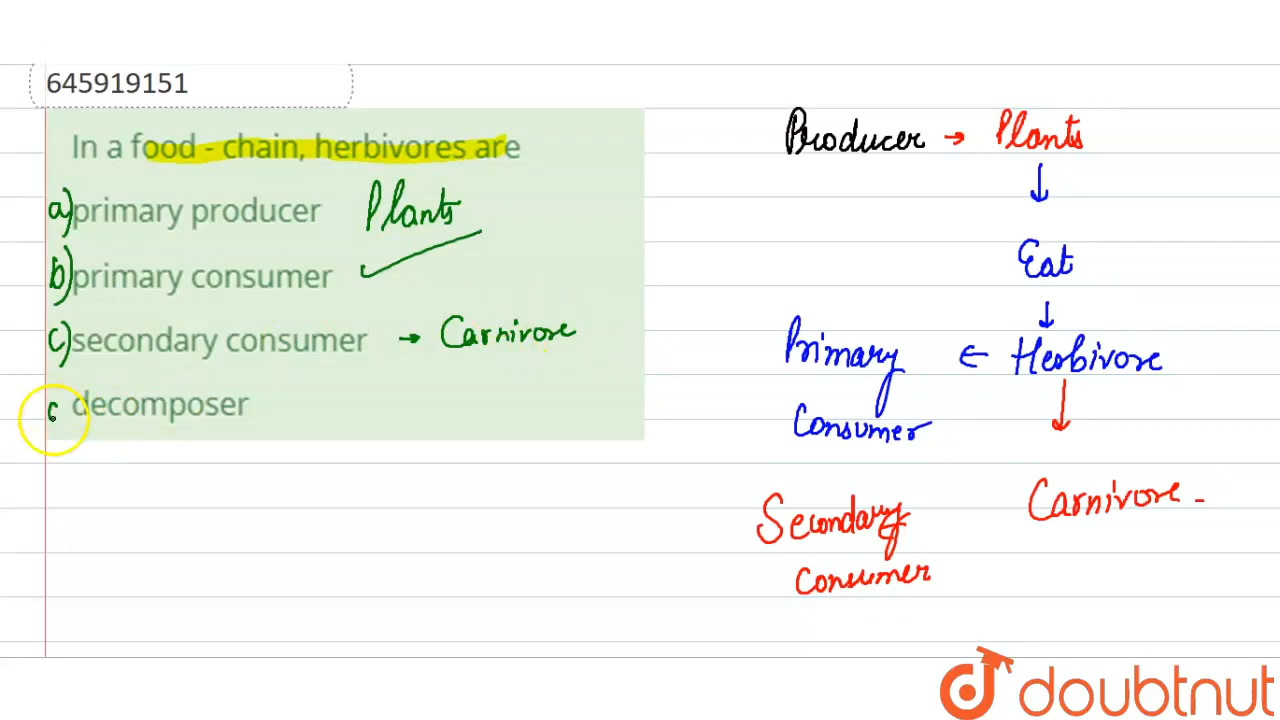 645919151
In a food - chain, herbivores are
a) primary producer Plants
b) primary consumer
c) secondary consumer → Carnivore
decomposer
Producer → Plants
Eat
Primary ← Herbivore
Consumer
Secondary Carnivore -
Consumer
doubtnut